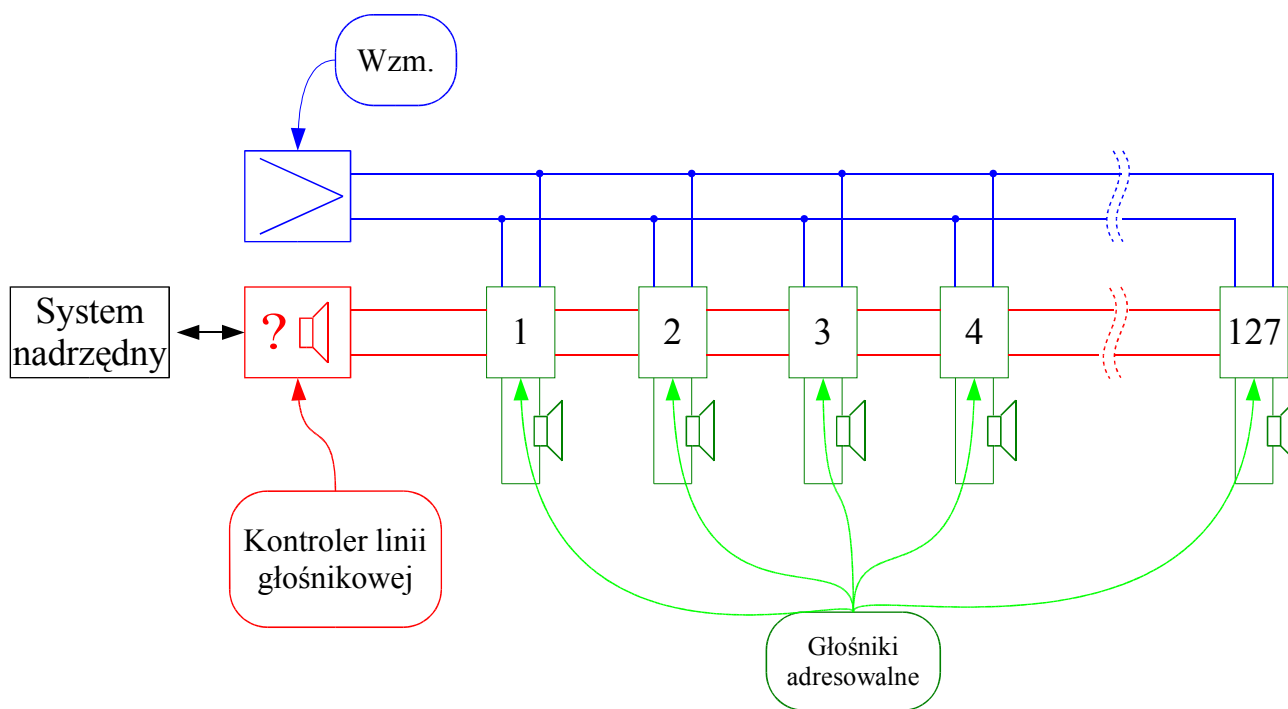 Wzm.
System
nadrzędny
?
1
2
3
4
127
Kontroler linii
głośnikowej
Głośniki
adresowalne